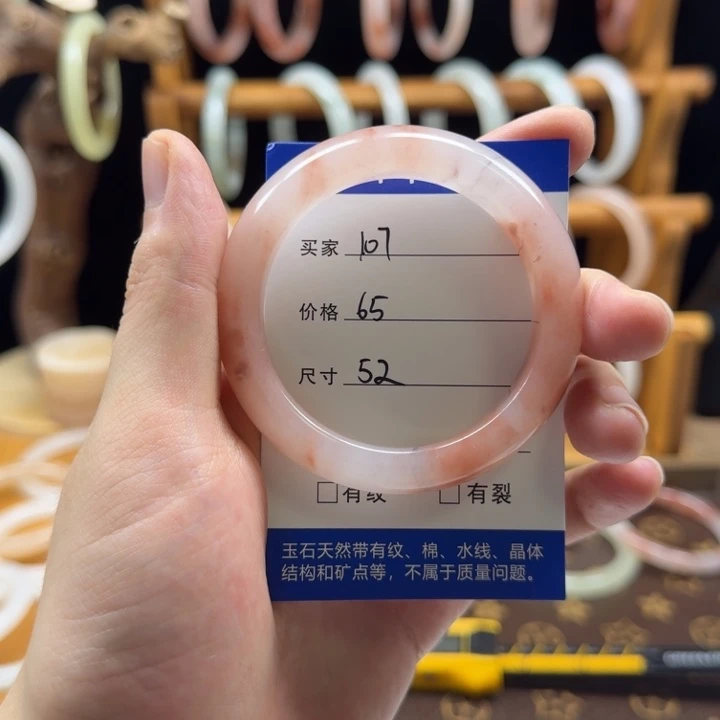 买家 107
价格 65
尺寸 52
□有纹 □有裂
玉石天然带有纹、棉、水线、晶体
结构和矿点等，不属于质量问题。